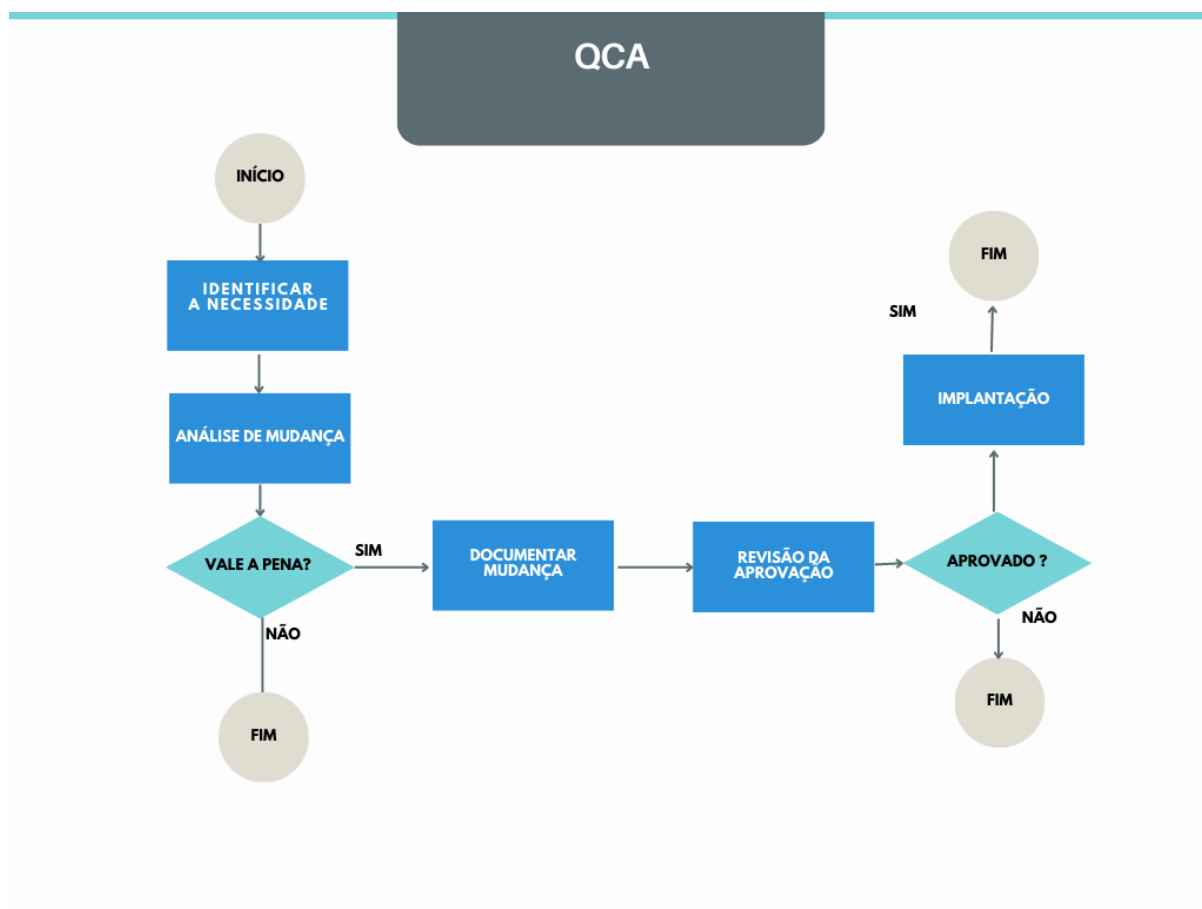 QCA
INÍCIO
IDENTIFICAR
A NECESSIDADE
ANÁLISE DE MUDANÇA
VALE A PENA?
SIM
NÃO
FIM
DOCUMENTAR
MUDANÇA
REVISÃO DA
APROVAÇÃO
APROVADO ?
NÃO
FIM
IMPLANTAÇÃO
SIM
FIM